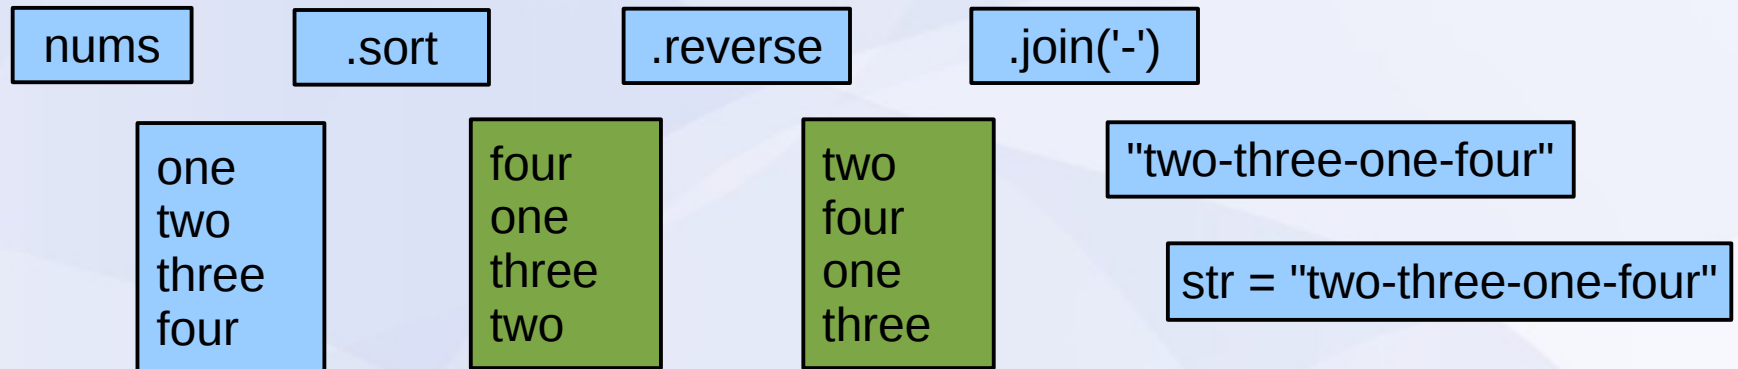 nums
.sort
.reverse
.join('-')
one
two
three
four
four
one
three
two
two
four
one
three
"two-three-one-four"
str = "two-three-one-four"